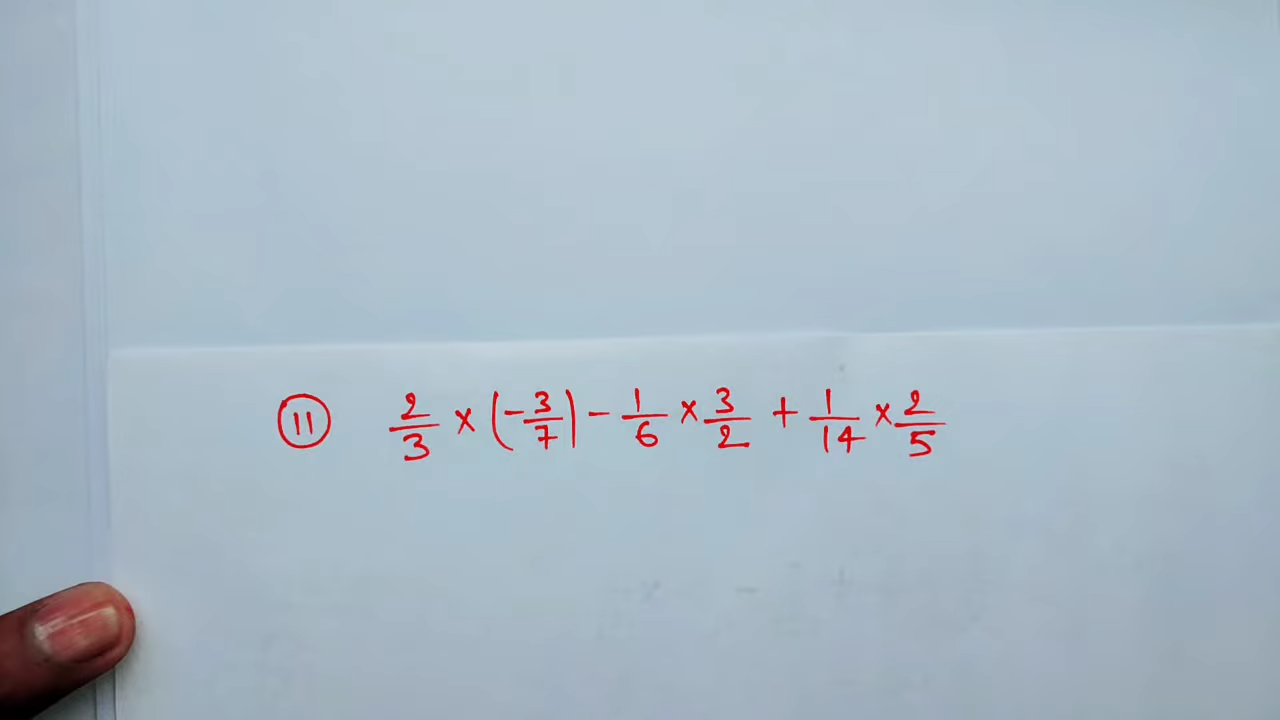 (11) 2/3 × (-3/7) - 1/6 × 3/2 + 1/14 × 2/5